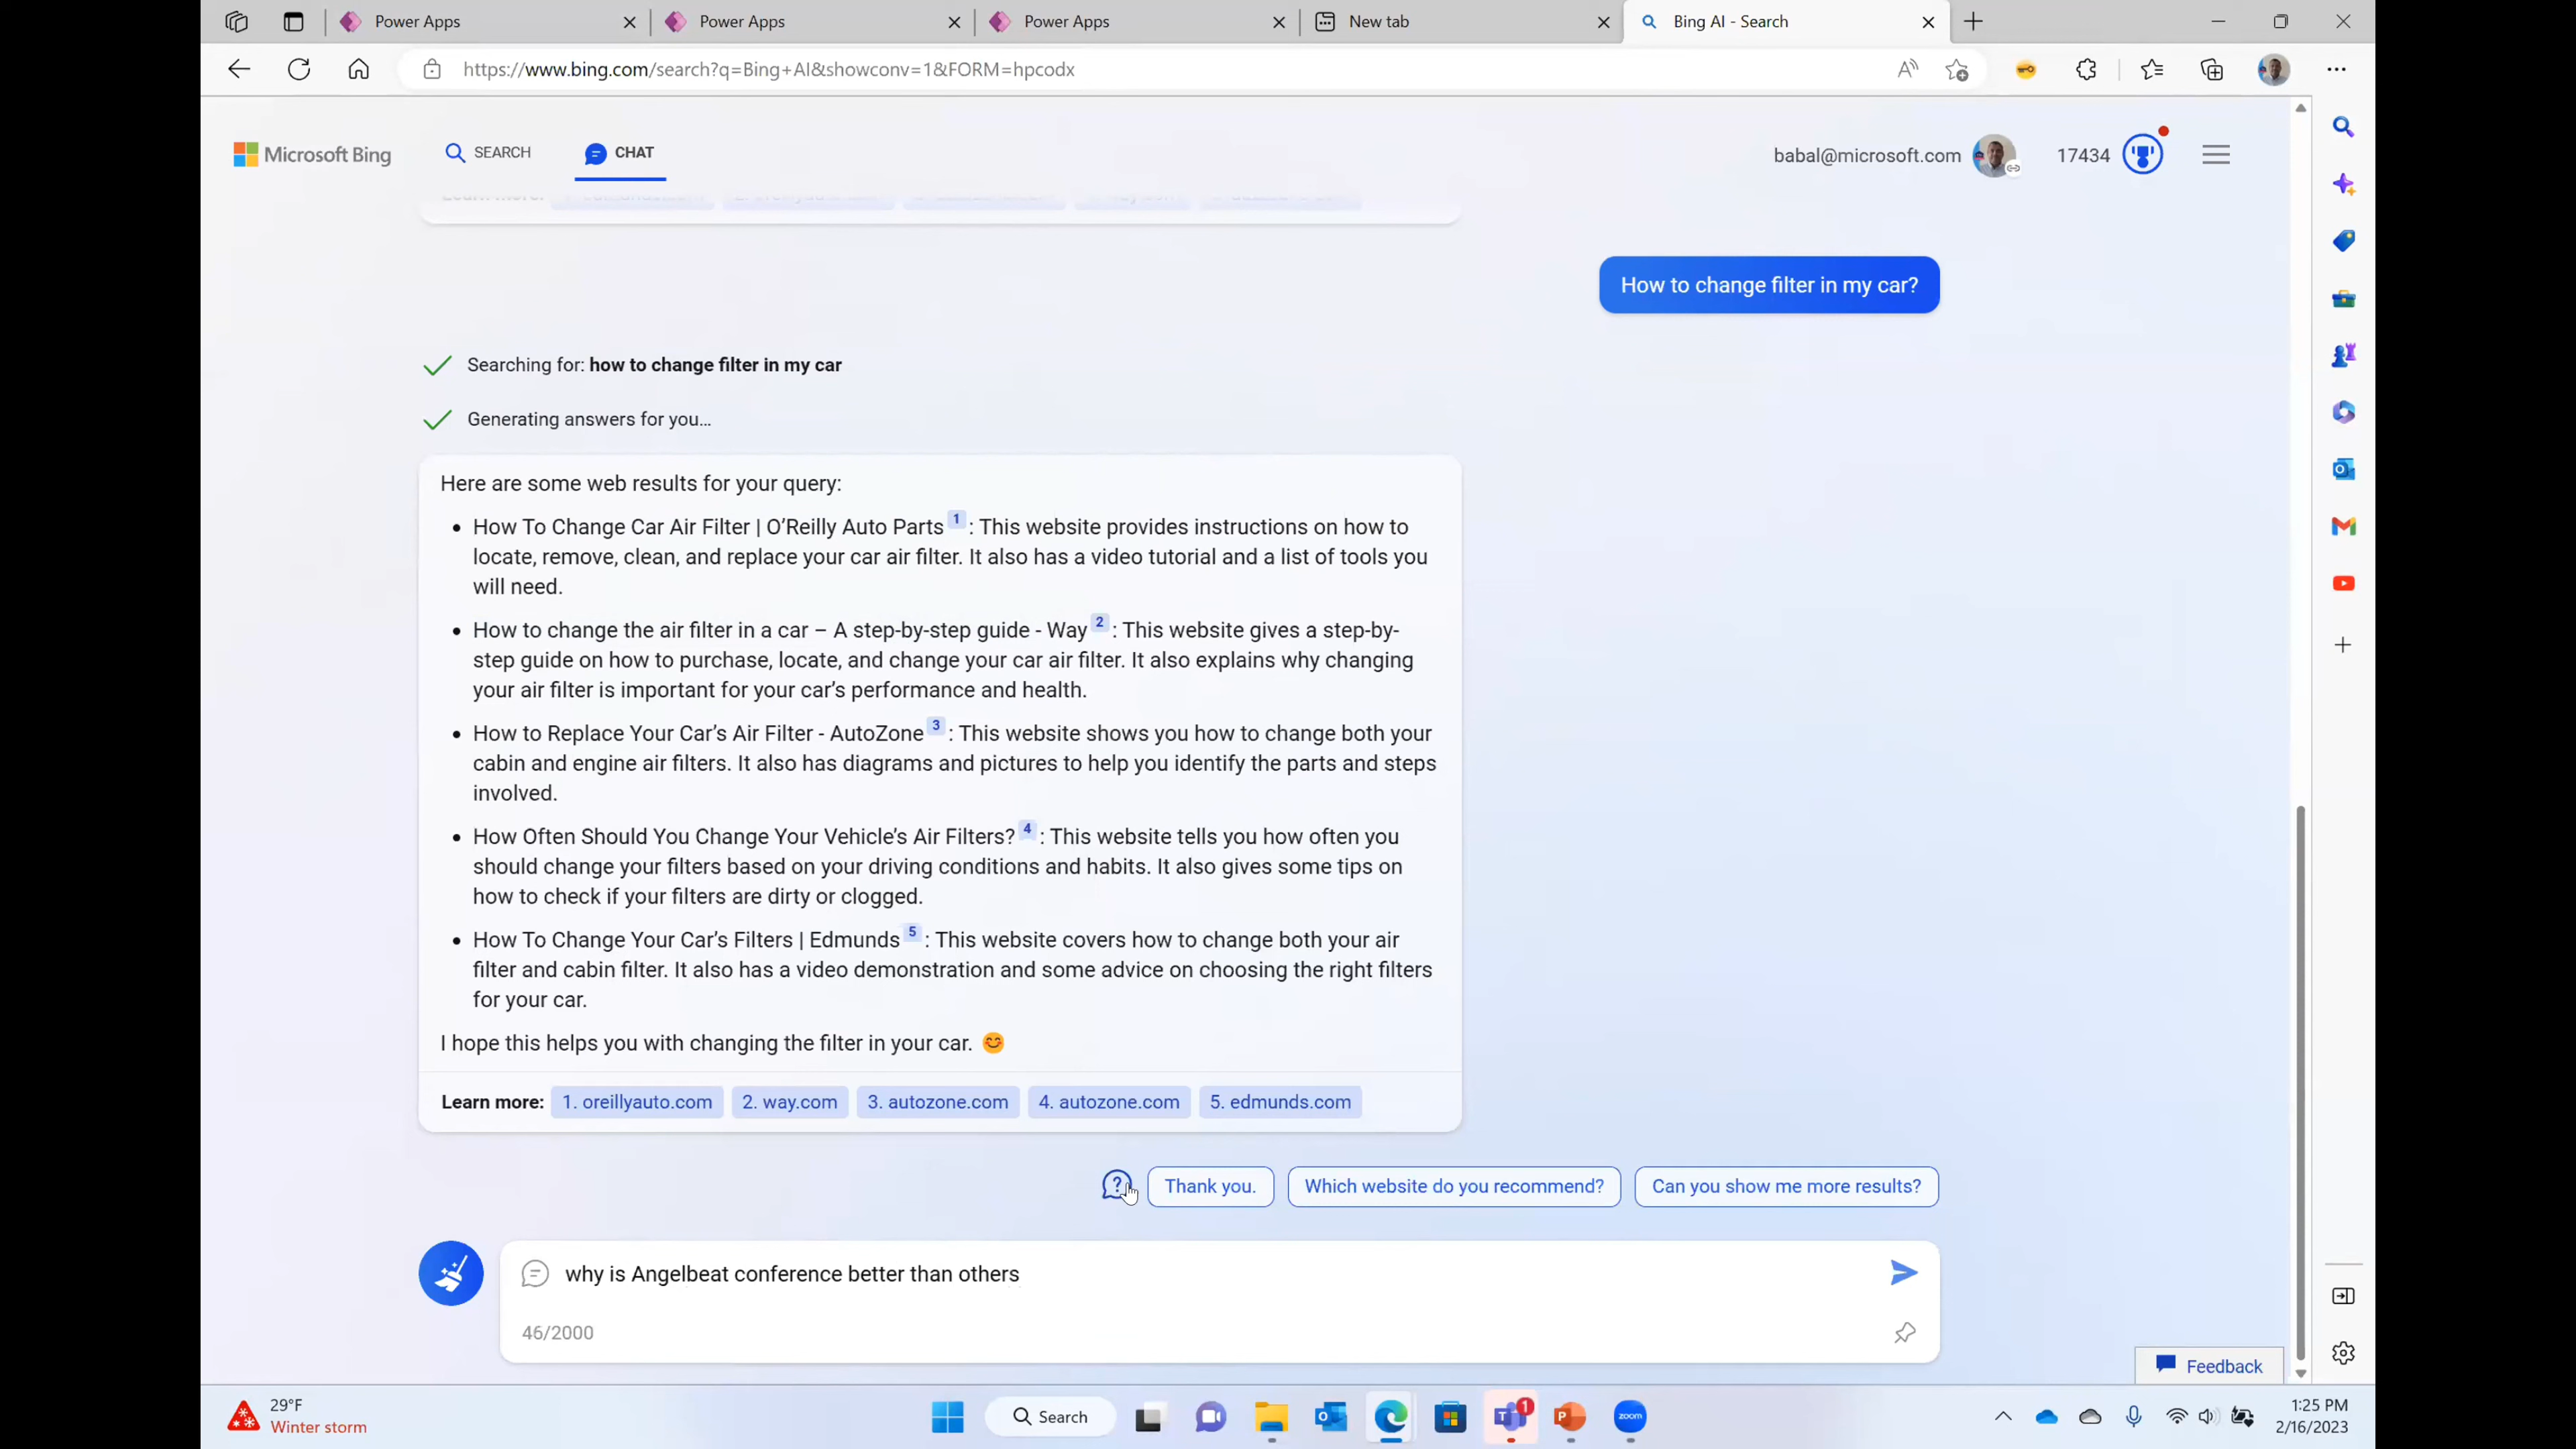 Power Apps
Power Apps
Power Apps
New tab
Bing AI - Search
https://www.bing.com/search?q=Bing+AI&showconv=1&FORM=hpcodx
Microsoft Bing
SEARCH
CHAT
babal@microsoft.com
17434
How to change filter in my car?
Searching for: how to change filter in my car
Generating answers for you...
Here are some web results for your query:
• How To Change Car Air Filter | O'Reilly Auto Parts 1 : This website provides instructions on how to
locate, remove, clean, and replace your car air filter. It also has a video tutorial and a list of tools you
will need.
• How to change the air filter in a car – A step-by-step guide - Way 2 : This website gives a step-by-
step guide on how to purchase, locate, and change your car air filter. It also explains why changing
your air filter is important for your car's performance and health.
• How to Replace Your Car's Air Filter - AutoZone 3 : This website shows you how to change both your
cabin and engine air filters. It also has diagrams and pictures to help you identify the parts and steps
involved.
• How Often Should You Change Your Vehicle's Air Filters? 4 : This website tells you how often you
should change your filters based on your driving conditions and habits. It also gives some tips on
how to check if your filters are dirty or clogged.
• How To Change Your Car's Filters | Edmunds 5 : This website covers how to change both your air
filter and cabin filter. It also has a video demonstration and some advice on choosing the right filters
for your car.
I hope this helps you with changing the filter in your car. 😊
Learn more: 1. oreillyauto.com 2. way.com 3. autozone.com 4. autozone.com 5. edmunds.com
Thank you.
Which website do you recommend?
Can you show me more results?
why is Angelbeat conference better than others
46/2000
Feedback
29°F
Winter storm
Search
1
zoom
1:25 PM
2/16/2023